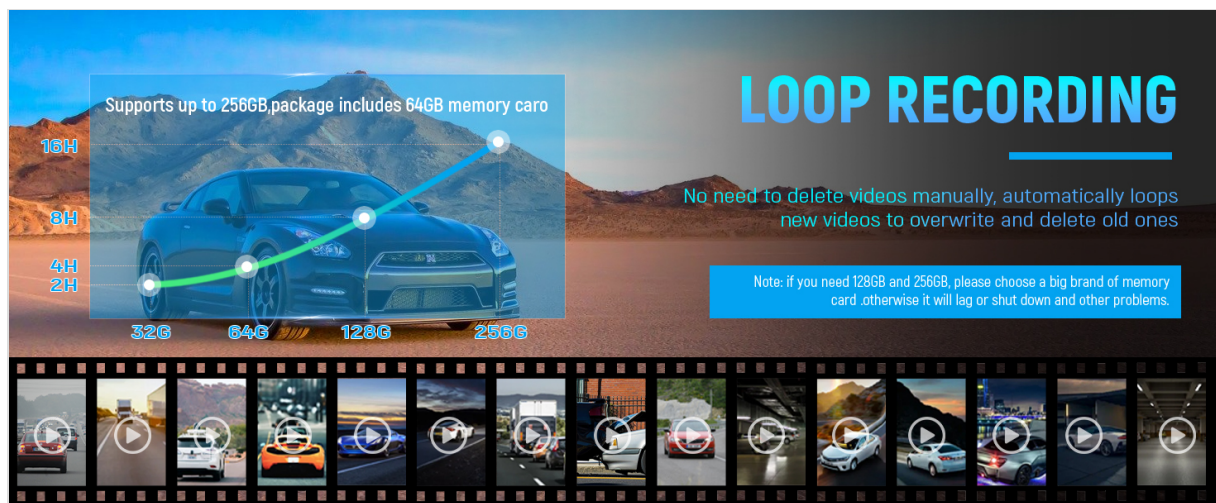 LOOP RECORDING
Supports up to 256GB,package includes 64GB memory caro
16H
8H
4H
2H
32G
64G
128G
256G
No need to delete videos manually, automatically loops
new videos to overwrite and delete old ones
Note: if you need 128GB and 256GB, please choose a big brand of memory
card .otherwise it will lag or shut down and other problems.